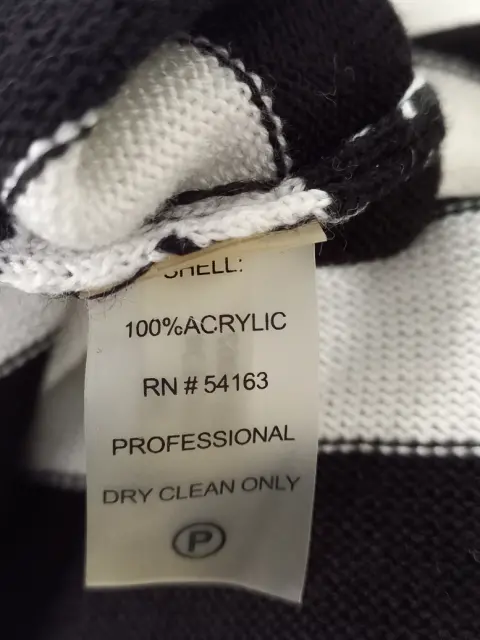 SHELL:
100%ACRYLIC
RN # 54163
PROFESSIONAL
DRY CLEAN ONLY
P